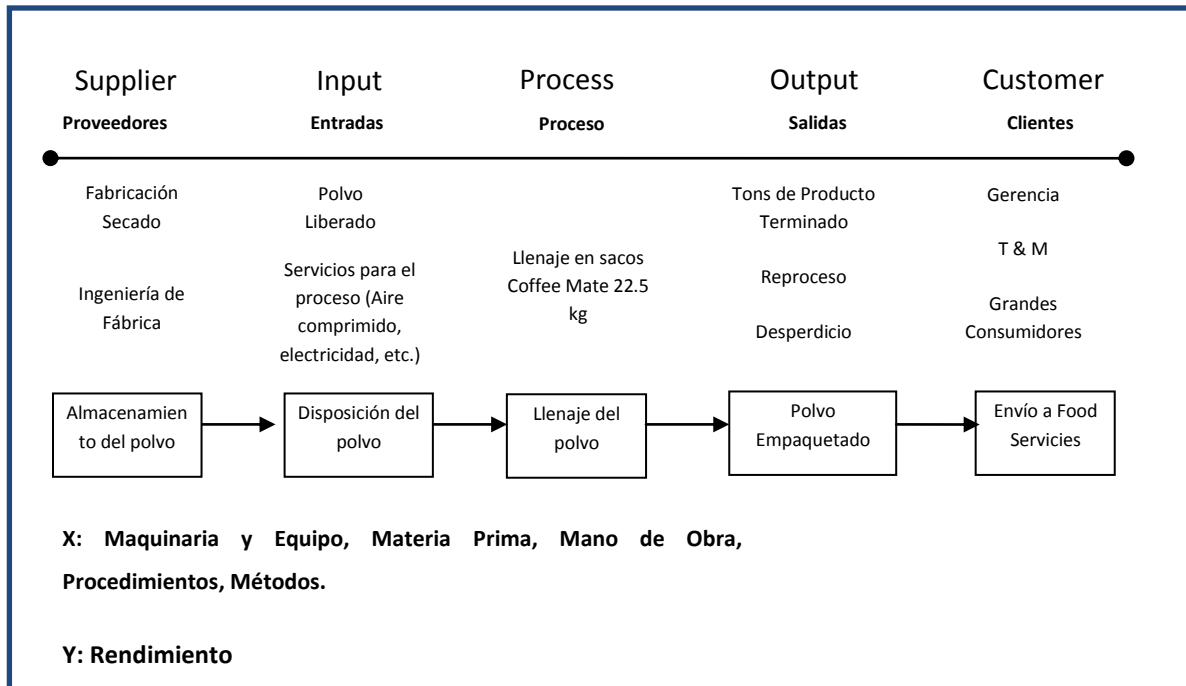 Supplier
Input
Process
Output
Customer
Proveedores
Entradas
Proceso
Salidas
Clientes
Fabricación
Secado
Ingeniería de
Fábrica
Polvo
Liberado
Servicios para el
proceso (Aire
comprimido,
electricidad, etc.)
Llenaje en sacos
Coffee Mate 22.5
kg
Tons de Producto
Terminado
Reproceso
Desperdicio
Gerencia
T & M
Grandes
Consumidores
Almacenamien
to del polvo
Disposición del
polvo
Llenaje del
polvo
Polvo
Empaquetado
Envío a Food
Servicies
X: Maquinaria y Equipo, Materia Prima, Mano de Obra,
Procedimientos, Métodos.
Y: Rendimiento